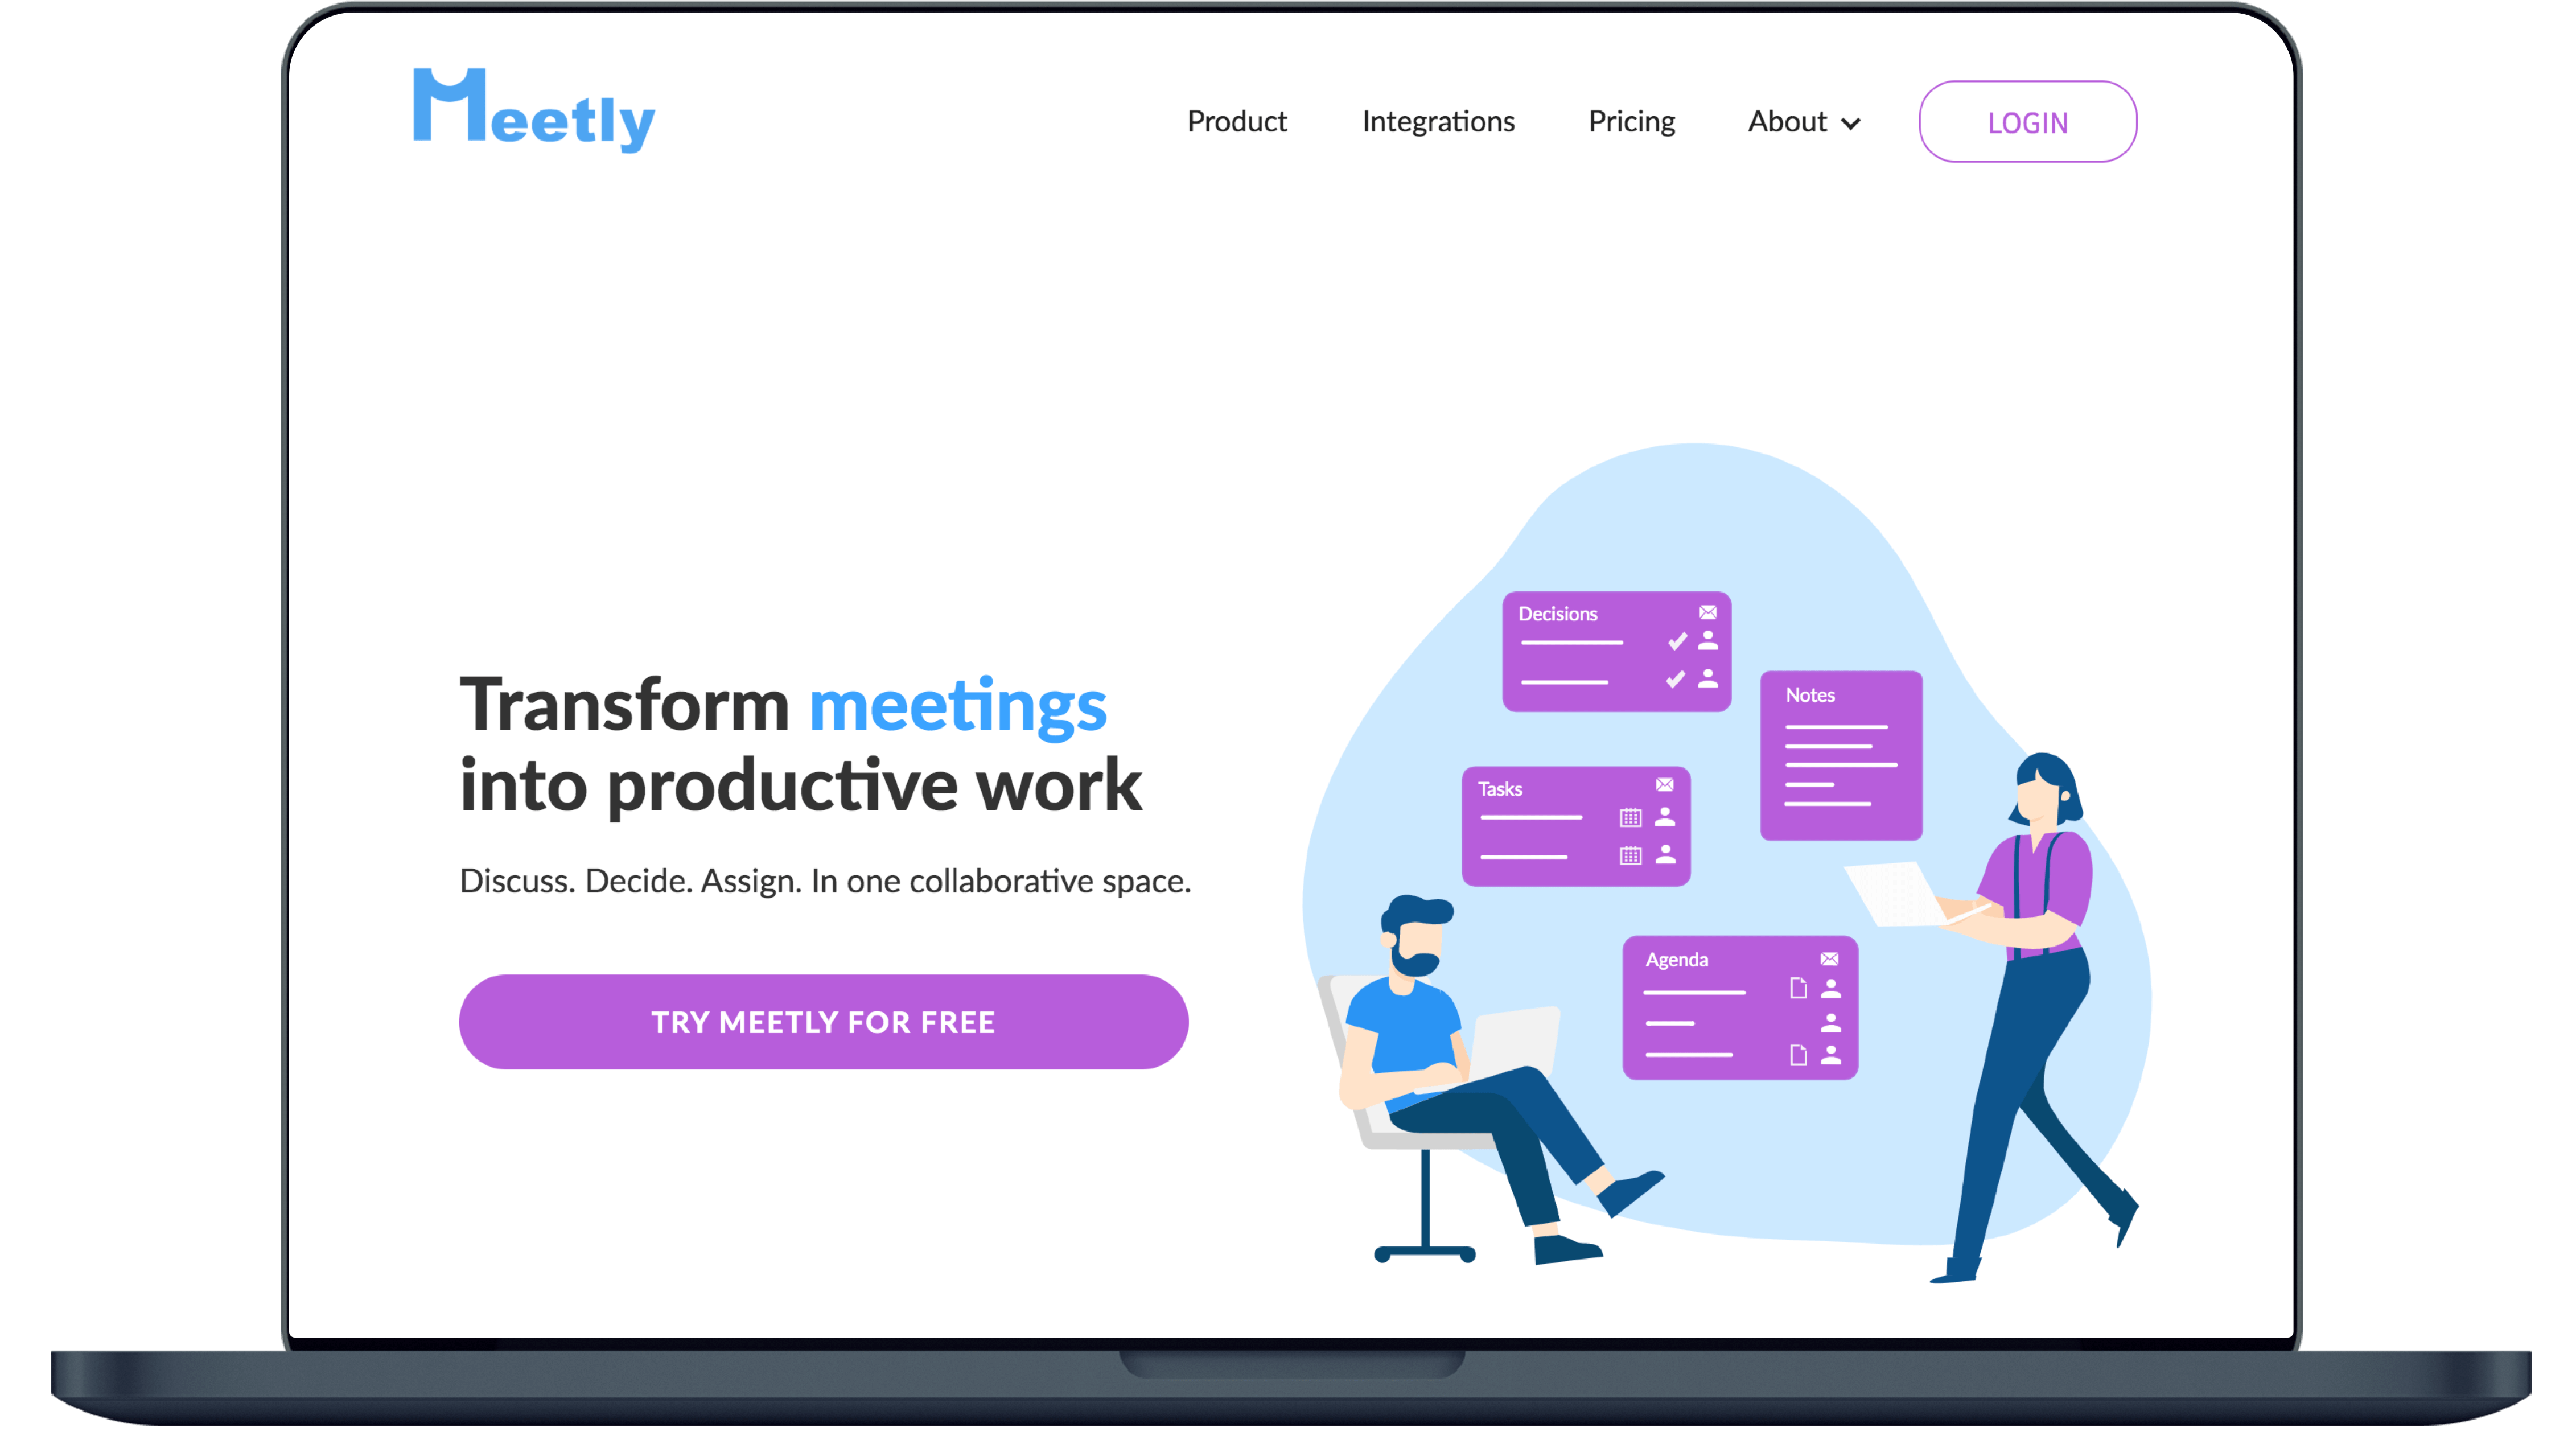 Meetly
Product Integrations Pricing About LOGIN
Transform meetings
into productive work
Discuss. Decide. Assign. In one collaborative space.
TRY MEETLY FOR FREE
Decisions
Notes
Tasks
Agenda